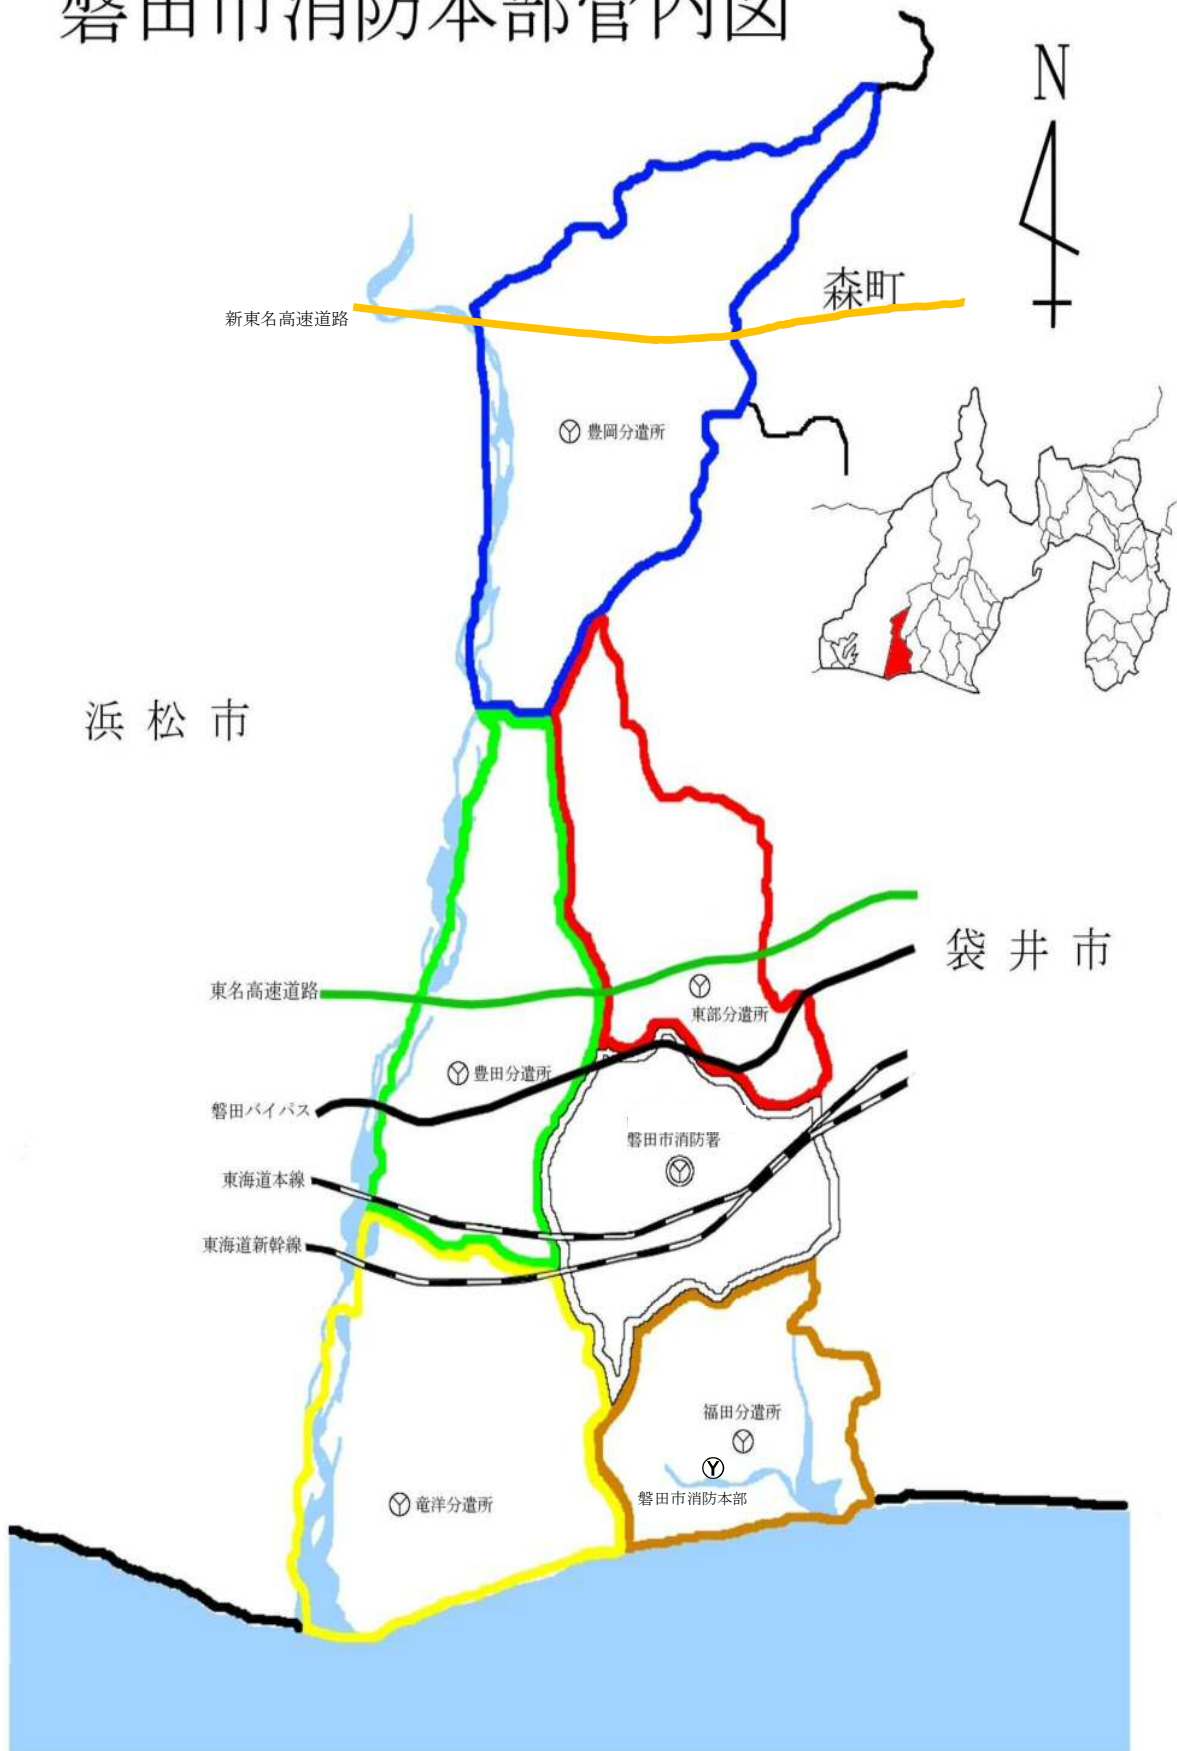 磐田市消防本部管内図
N
森町
新東名高速道路
豊岡分遣所
浜松市
袋井市
東名高速道路
東部分遣所
豊田分遣所
磐田バイパス
磐田市消防署
東海道本線
東海道新幹線
福田分遣所
磐田市消防本部
竜洋分遣所